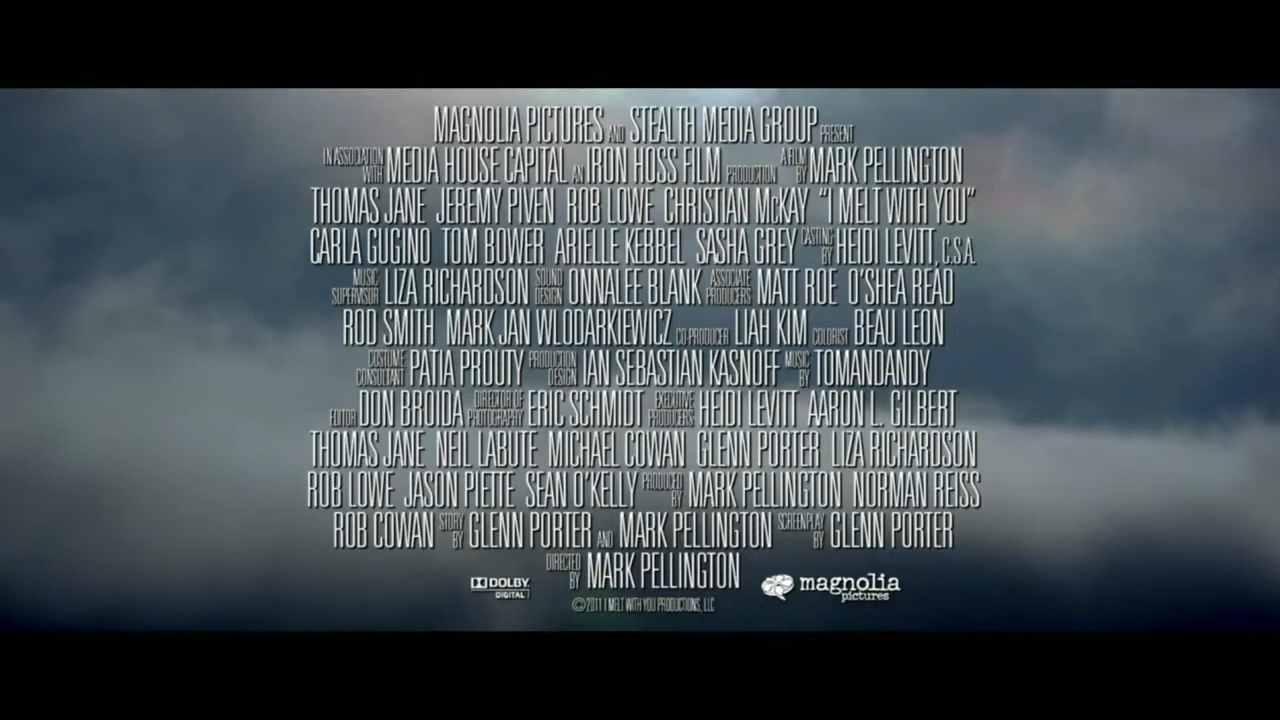 MAGNOLIA PICTURES AND STEALTH MEDIA GROUP PRESENT
IN ASSOCIATION WITH MEDIA HOUSE CAPITAL AN IRON HOSS FILM PRODUCTION A FILM BY MARK PELLINGTON
THOMAS JANE JEREMY PIVEN ROB LOWE CHRISTIAN McKAY "I MELT WITH YOU"
CARLA GUGINO TOM BOWER ARIELLE KEBBEL SASHA GREY CASTING BY HEIDI LEVITT, C.S.A.
MUSIC SUPERVISOR LIZA RICHARDSON SOUND DESIGN ONNALEE BLANK ASSOCIATE PRODUCERS MATT ROE O'SHEA READ
ROD SMITH MARK JAN WLODARKIEWICZ CO-PRODUCER LIAH KIM COLORIST BEAU LEON
COSTUME CONSULTANT PATIA PROUTY PRODUCTION DESIGN IAN SEBASTIAN KASNOFF MUSIC BY TOMANDANDY
EDITOR DON BROIDA DIRECTOR OF PHOTOGRAPHY ERIC SCHMIDT EXECUTIVE PRODUCERS HEIDI LEVITT AARON L. GILBERT
THOMAS JANE NEIL LABUTE MICHAEL COWAN GLENN PORTER LIZA RICHARDSON
ROB LOWE JASON PIETTE SEAN O'KELLY PRODUCED BY MARK PELLINGTON NORMAN REISS
ROB COWAN STORY BY GLENN PORTER AND MARK PELLINGTON SCREENPLAY BY GLENN PORTER
DIRECTED BY MARK PELLINGTON
DOLBY DIGITAL
magnolia pictures
©2011 I MELT WITH YOU PRODUCTIONS, LLC